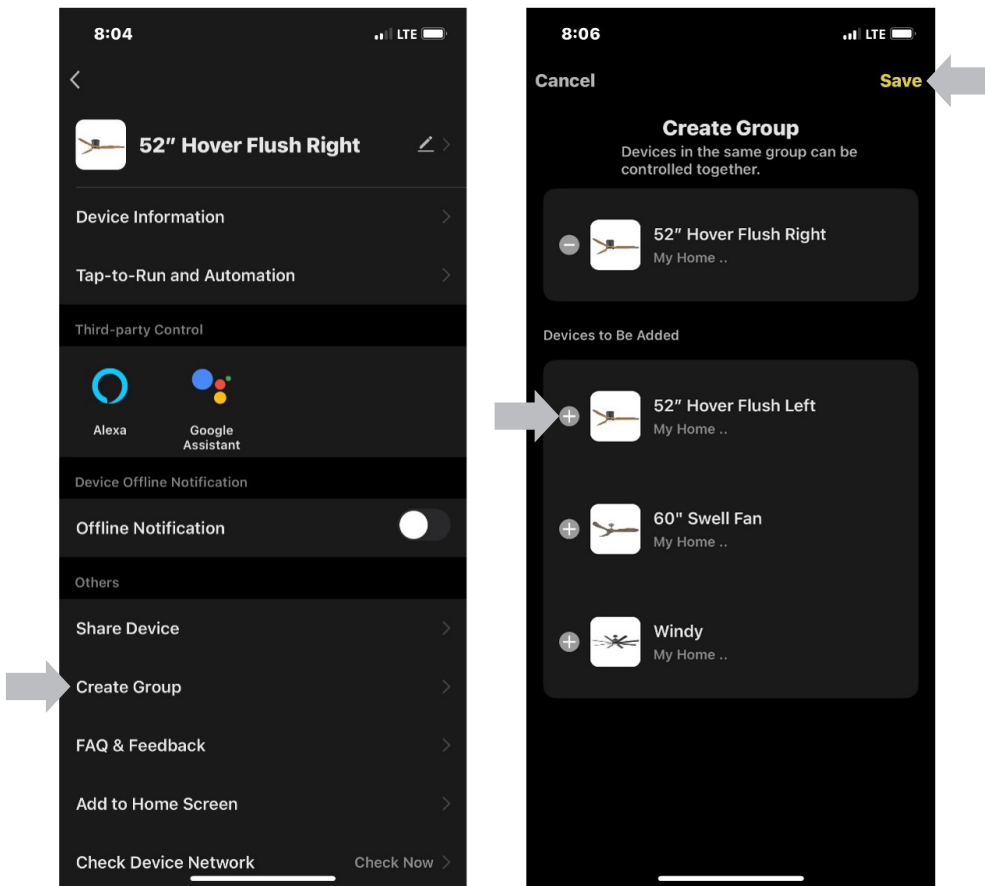 8:04
LTE
52” Hover Flush Right
Device Information
Tap-to-Run and Automation
Third-party Control
Alexa
Google
Assistant
Device Offline Notification
Offline Notification
Others
Share Device
Create Group
FAQ & Feedback
Add to Home Screen
Check Device Network Check Now
8:06
LTE
Cancel Save
Create Group
Devices in the same group can be
controlled together.
52” Hover Flush Right
My Home ..
Devices to Be Added
52” Hover Flush Left
My Home ..
60" Swell Fan
My Home ..
Windy
My Home ..